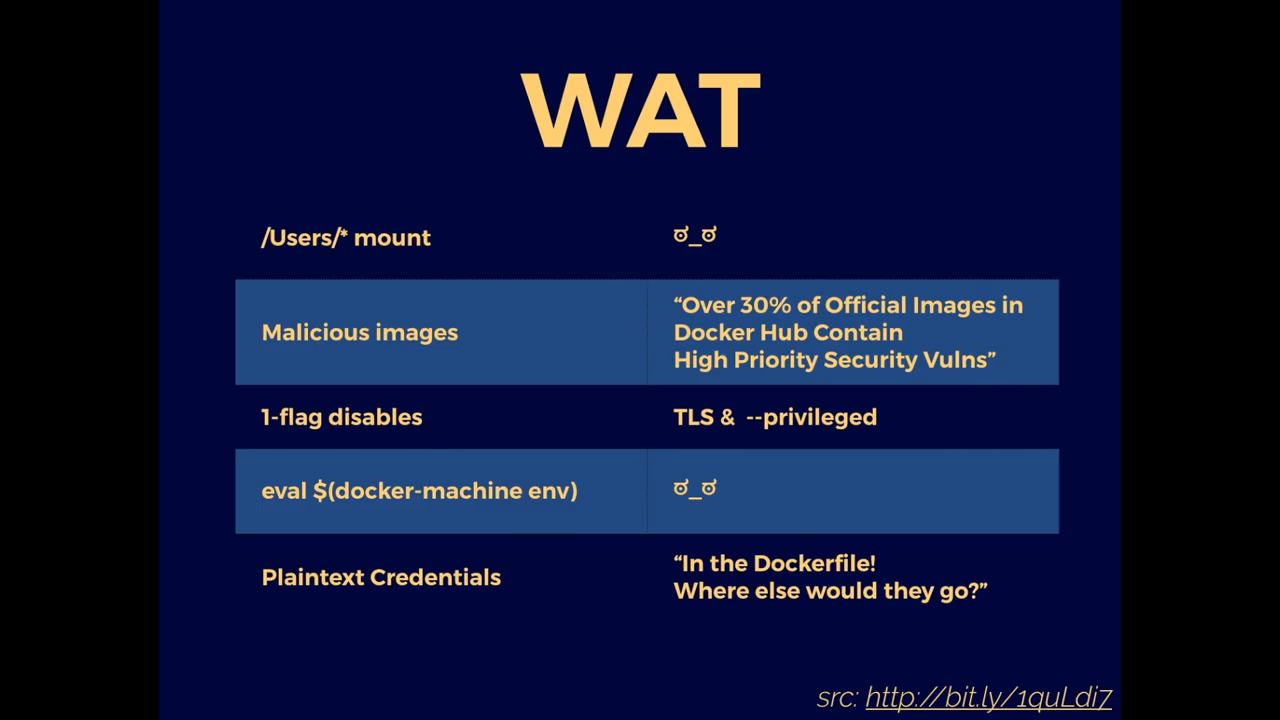 WAT
/Users/* mount
ಠ_ಠ
Malicious images
“Over 30% of Official Images in
Docker Hub Contain
High Priority Security Vulns”
1-flag disables
TLS & --privileged
eval $(docker-machine env)
ಠ_ಠ
Plaintext Credentials
“In the Dockerfile!
Where else would they go?”
src: http://bit.ly/1quLdi7